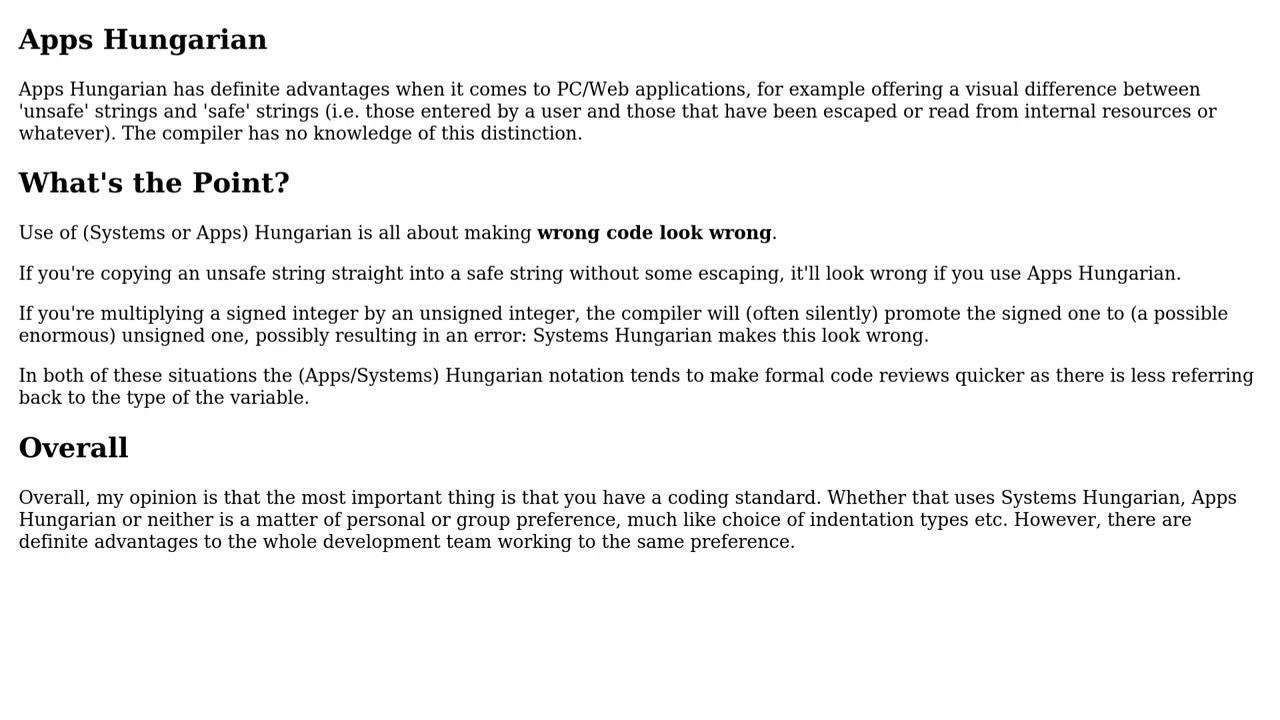 Apps Hungarian
Apps Hungarian has definite advantages when it comes to PC/Web applications, for example offering a visual difference between
'unsafe' strings and 'safe' strings (i.e. those entered by a user and those that have been escaped or read from internal resources or
whatever). The compiler has no knowledge of this distinction.
What's the Point?
Use of (Systems or Apps) Hungarian is all about making wrong code look wrong.
If you're copying an unsafe string straight into a safe string without some escaping, it'll look wrong if you use Apps Hungarian.
If you're multiplying a signed integer by an unsigned integer, the compiler will (often silently) promote the signed one to (a possible
enormous) unsigned one, possibly resulting in an error: Systems Hungarian makes this look wrong.
In both of these situations the (Apps/Systems) Hungarian notation tends to make formal code reviews quicker as there is less referring
back to the type of the variable.
Overall
Overall, my opinion is that the most important thing is that you have a coding standard. Whether that uses Systems Hungarian, Apps
Hungarian or neither is a matter of personal or group preference, much like choice of indentation types etc. However, there are
definite advantages to the whole development team working to the same preference.